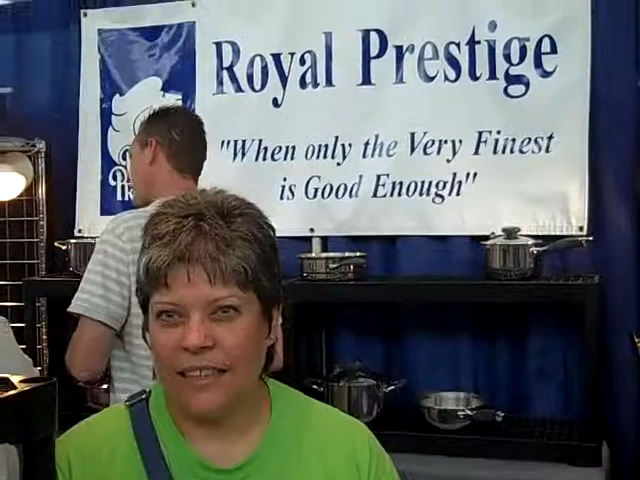 Royal Prestige
"When only the Very Finest
is Good Enough"